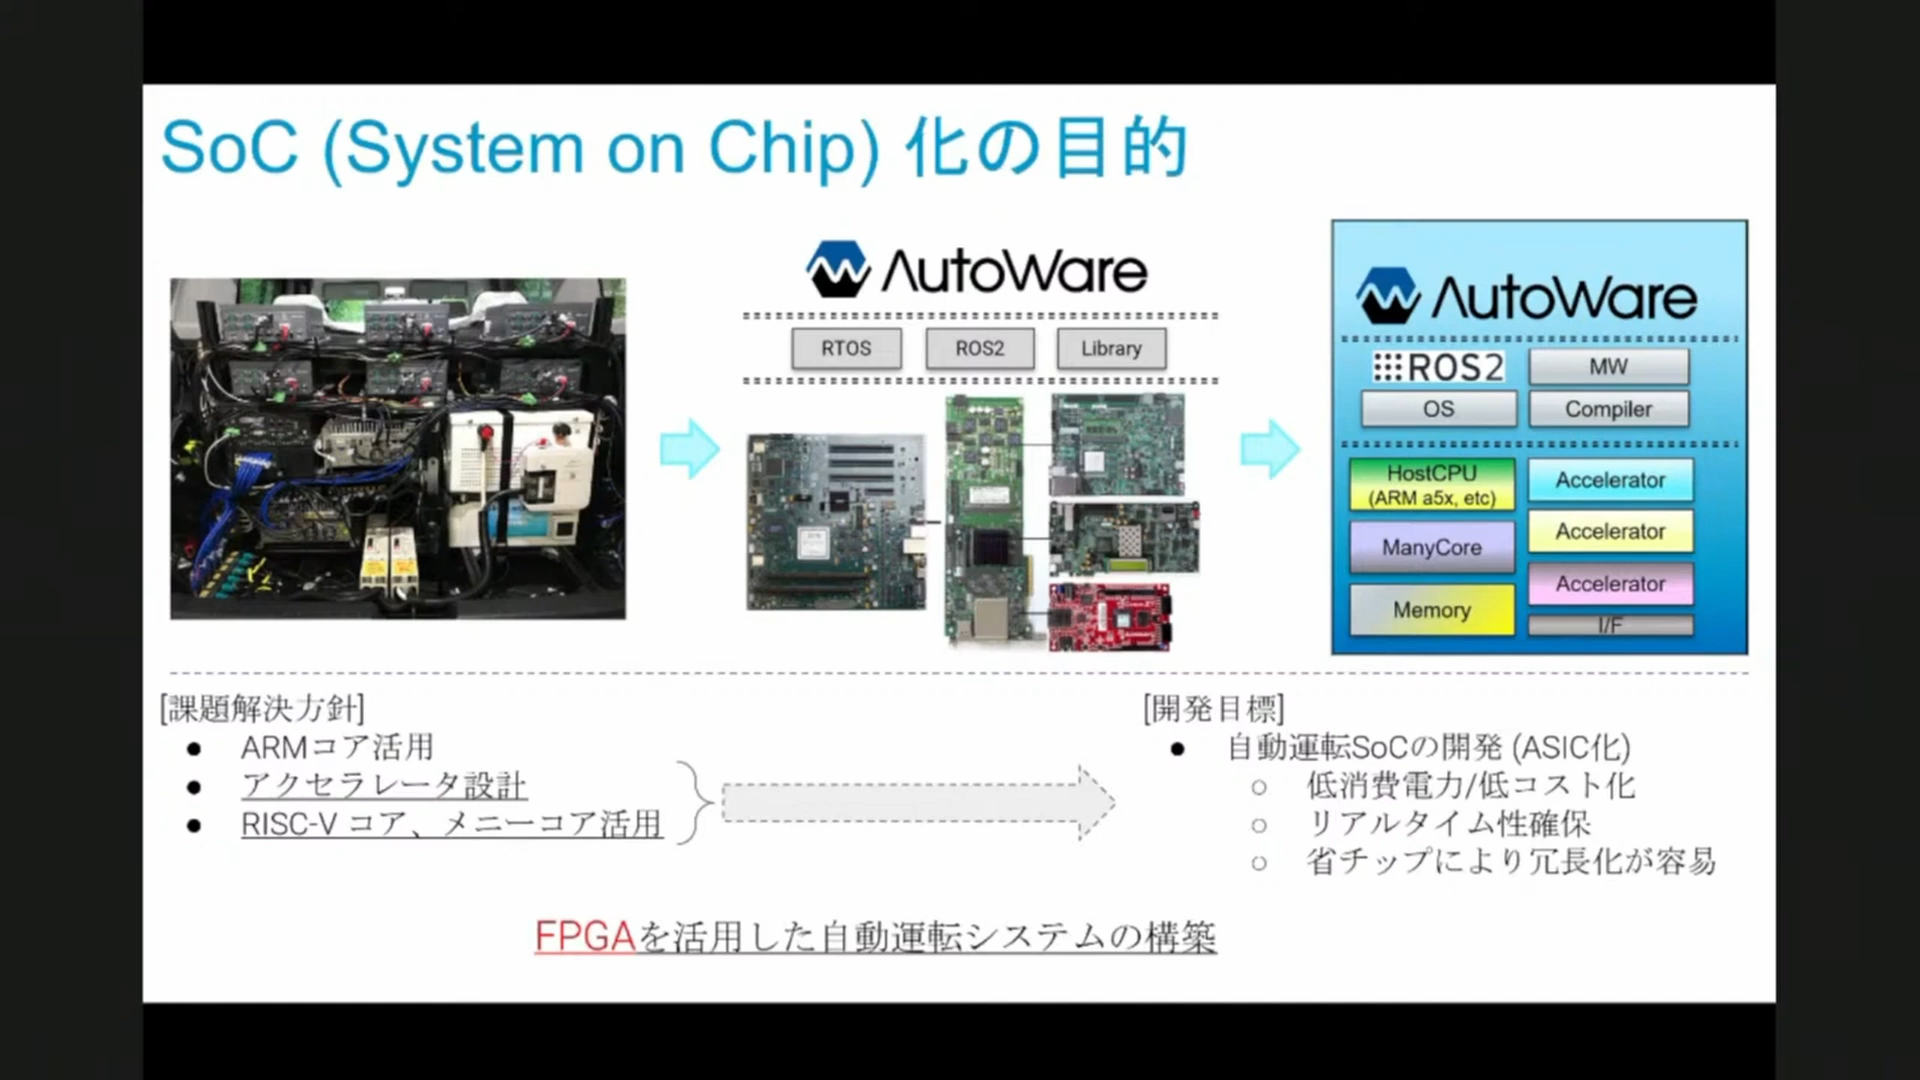 SoC (System on Chip) 化の目的
AutoWare
RTOS
ROS2
Library
AutoWare
ROS2
MW
OS
Compiler
HostCPU
(ARM a5x, etc)
Accelerator
ManyCore
Accelerator
Accelerator
Memory
I/F
[課題解決方針]
● ARMコア活用
● アクセラレータ設計
● RISC-V コア、メニーコア活用
[開発目標]
● 自動運転SoCの開発 (ASIC化)
○ 低消費電力/低コスト化
○ リアルタイム性確保
○ 省チップにより冗長化が容易
FPGAを活用した自動運転システムの構築